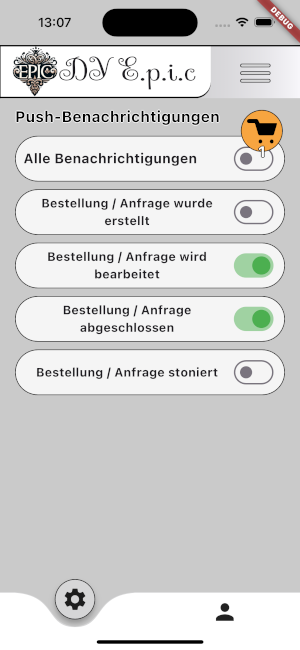 13:07
DEBUG
EPIC DV E.p.i.c
Push-Benachrichtigungen
1
Alle Benachrichtigungen
Bestellung / Anfrage wurde
erstellt
Bestellung / Anfrage wird
bearbeitet
Bestellung / Anfrage
abgeschlossen
Bestellung / Anfrage stoniert